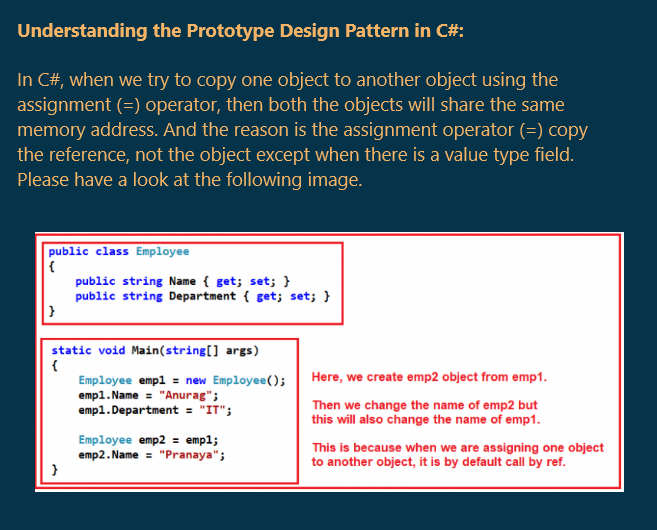 Understanding the Prototype Design Pattern in C#:
In C#, when we try to copy one object to another object using the
assignment (=) operator, then both the objects will share the same
memory address. And the reason is the assignment operator (=) copy
the reference, not the object except when there is a value type field.
Please have a look at the following image.
public class Employee
{
public string Name { get; set; }
public string Department { get; set; }
}
static void Main(string[] args)
{
Employee emp1 = new Employee();
emp1.Name = "Anurag";
emp1.Department = "IT";
Employee emp2 = emp1;
emp2.Name = "Pranaya";
}
Here, we create emp2 object from emp1.
Then we change the name of emp2 but
this will also change the name of emp1.
This is because when we are assigning one object
to another object, it is by default call by ref.